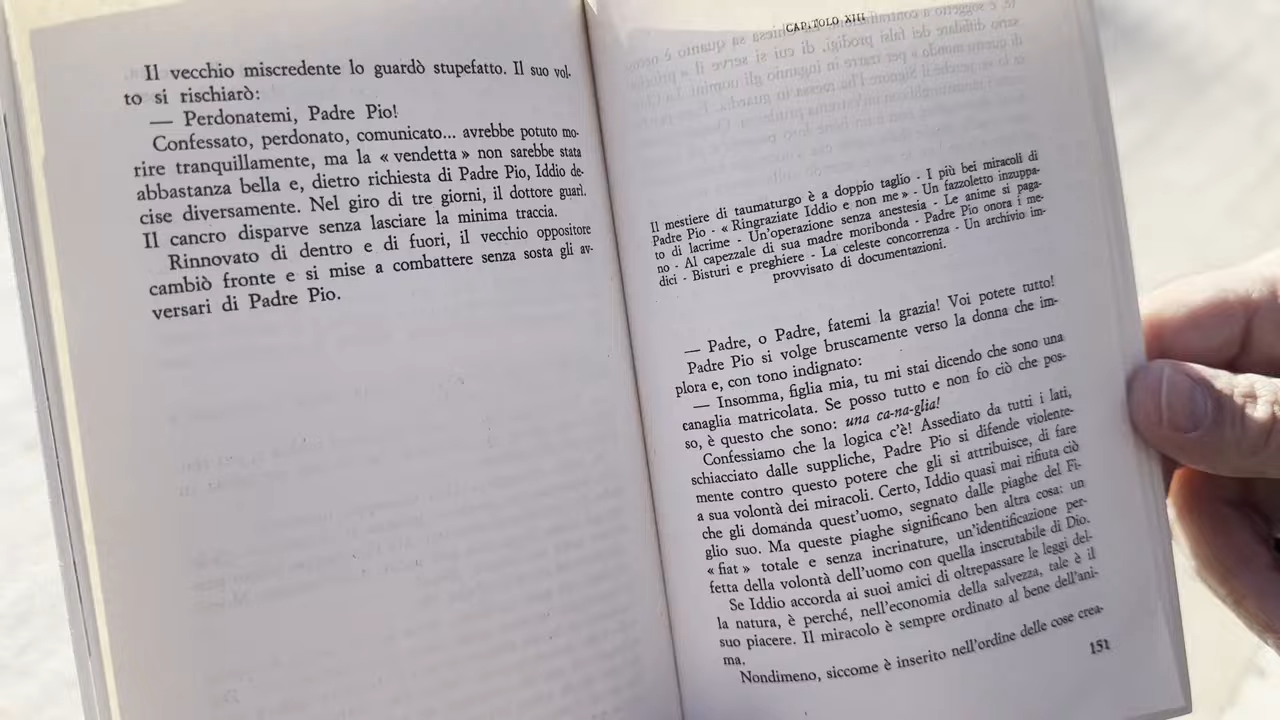 Il vecchio miscredente lo guardò stupefatto. Il suo vol-
to si rischiarò:
— Perdonatemi, Padre Pio!
Confessato, perdonato, comunicato... avrebbe potuto mo-
rire tranquillamente, ma la « vendetta » non sarebbe stata
abbastanza bella e, dietro richiesta di Padre Pio, Iddio de-
cise diversamente. Nel giro di tre giorni, il dottore guarì.
Il cancro disparve senza lasciare la minima traccia.
Rinnovato di dentro e di fuori, il vecchio oppositore
cambiò fronte e si mise a combattere senza sosta gli av-
versari di Padre Pio.
CAPITOLO XIII
Il mestiere di taumaturgo è a doppio taglio - I più bei miracoli di
Padre Pio - « Ringraziate Iddio e non me » - Un fazzoletto inzuppa-
to di lacrime - Un'operazione senza anestesia - Le anime si paga-
no - Al capezzale di sua madre moribonda - Padre Pio onora i me-
dici - Bisturi e preghiere - La celeste concorrenza - Un archivio im-
provvisato di documentazioni.
— Padre, o Padre, fatemi la grazia! Voi potete tutto!
Padre Pio si volge bruscamente verso la donna che im-
plora e, con tono indignato:
— Insomma, figlia mia, tu mi stai dicendo che sono una
canaglia matricolata. Se posso tutto e non fo ciò che pos-
so, è questo che sono: una ca-na-glia!
Confessiamo che la logica c'è! Assediato da tutti i lati,
schiacciato dalle suppliche, Padre Pio si difende violente-
mente contro questo potere che gli si attribuisce, di fare
a sua volontà dei miracoli. Certo, Iddio quasi mai rifiuta ciò
che gli domanda quest'uomo, segnato dalle piaghe del Fi-
glio suo. Ma queste piaghe significano ben altra cosa: un
« fiat » totale e senza incrinature, un'identificazione per-
fetta della volontà dell'uomo con quella inscrutabile di Dio.
Se Iddio accorda ai suoi amici di oltrepassare le leggi del-
la natura, è perché, nell'economia della salvezza, tale è il
suo piacere. Il miracolo è sempre ordinato al bene dell'ani-
ma.
Nondimeno, siccome è inserito nell'ordine delle cose crea-
151